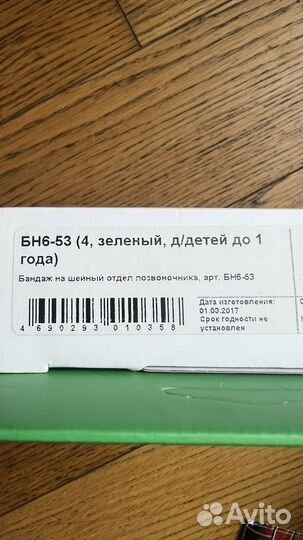 БН6-53 (4, зеленый, д/детей до 1
года)
Бандаж на шейный отдел позвоночника, арт. БН6-53
4 690293 010358
Дата изготовления:
01.03.2017
Срок годности не
установлен
Avito